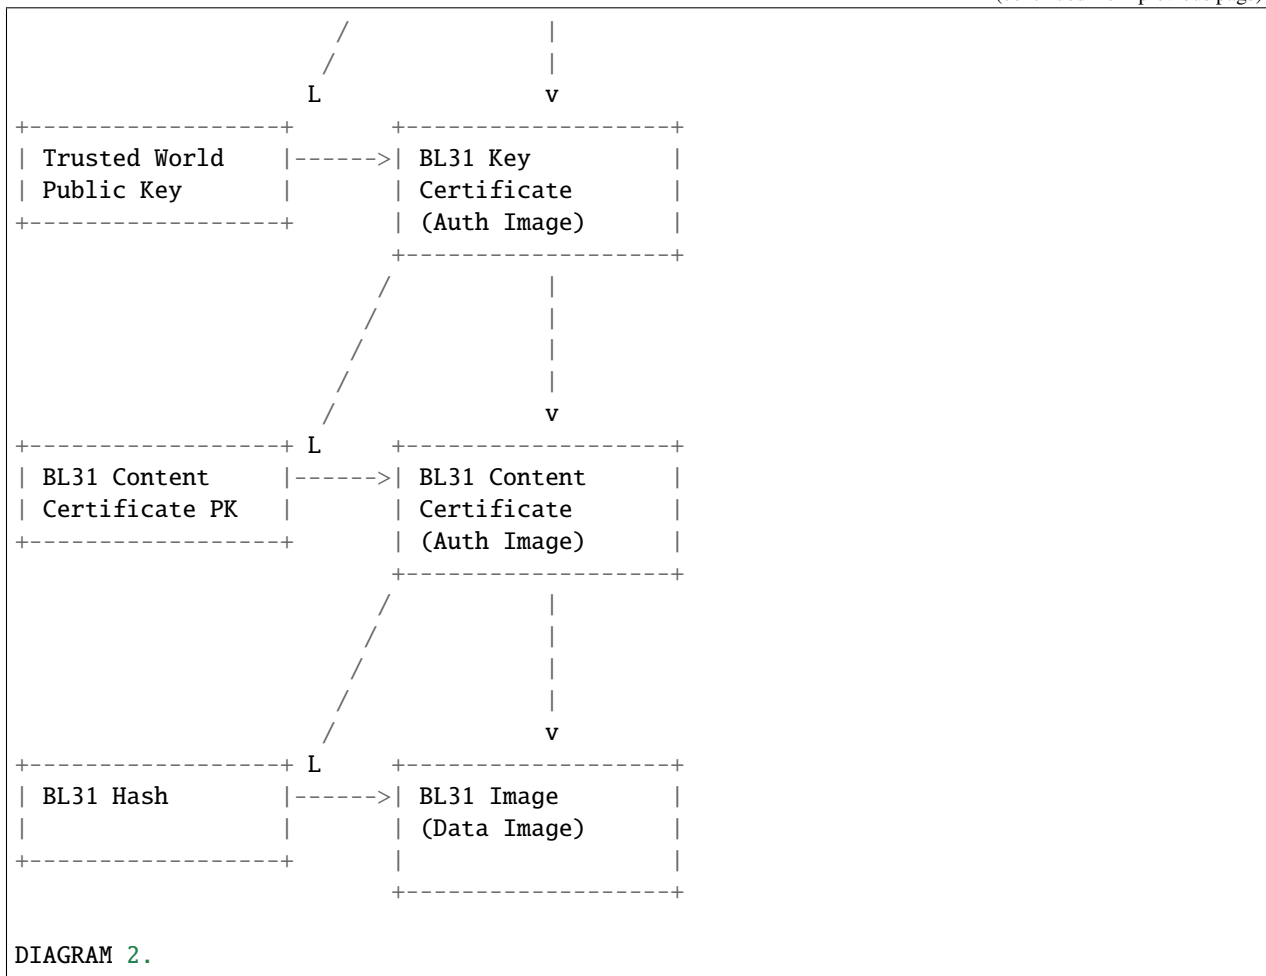 / |
/ |
L v
+------------------+ +-------------------+
| Trusted World |------>| BL31 Key |
| Public Key | | Certificate |
+------------------+ | (Auth Image) |
+-------------------+
/ |
/ |
/ |
/ |
/ v
+------------------+ L +-------------------+
| BL31 Content |------>| BL31 Content |
| Certificate PK | | Certificate |
+------------------+ | (Auth Image) |
+-------------------+
/ |
/ |
/ |
/ |
/ v
+------------------+ L +-------------------+
| BL31 Hash |------>| BL31 Image |
| | | (Data Image) |
+------------------+ | |
+-------------------+
DIAGRAM 2.